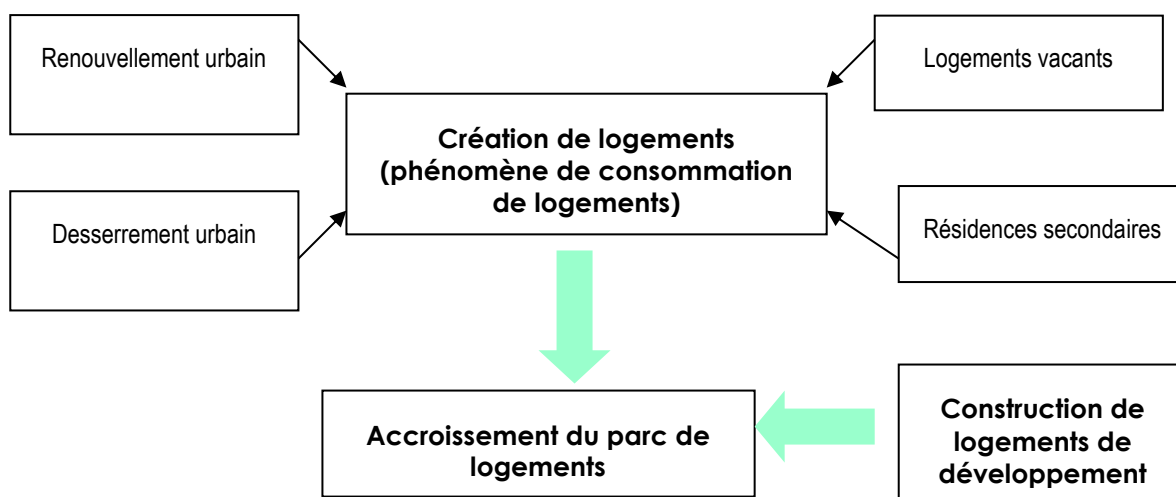 Renouvellement urbain
Logements vacants
Création de logements
(phénomène de consommation
de logements)
Desserrement urbain
Résidences secondaires
Accroissement du parc de
logements
Construction de
logements de
développement